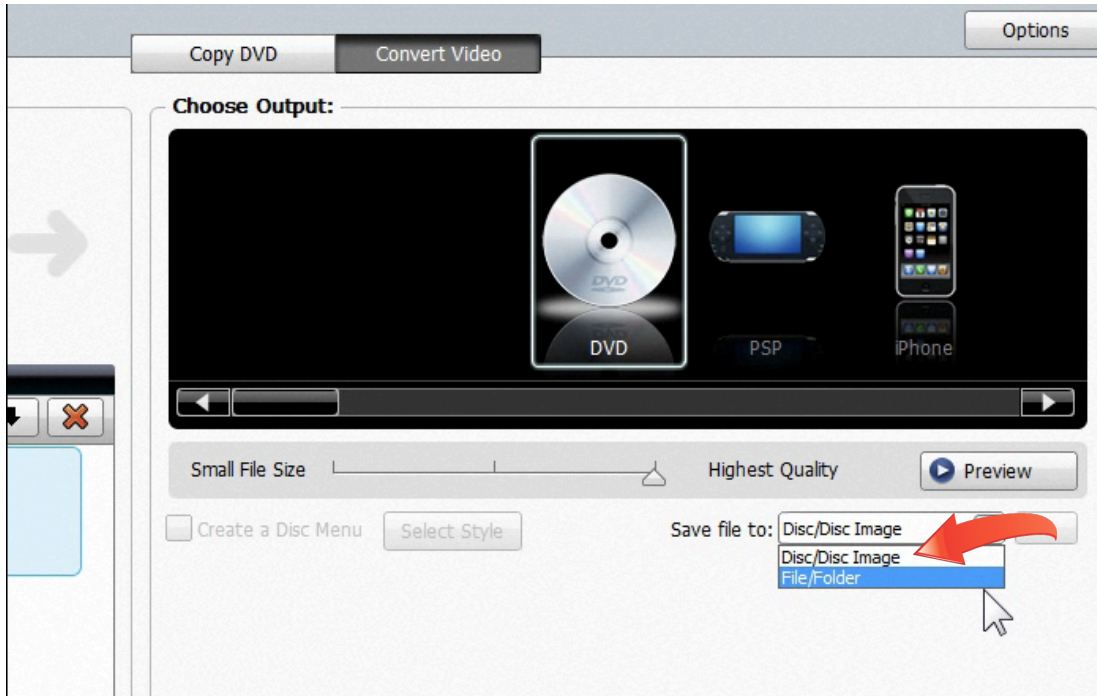 Options
Copy DVD
Convert Video
Choose Output:
DVD
DVD
PSP
iPhone
Small File Size
Highest Quality
Preview
Create a Disc Menu
Select Style
Save file to:
Disc/Disc Image
Disc/Disc Image
File/Folder